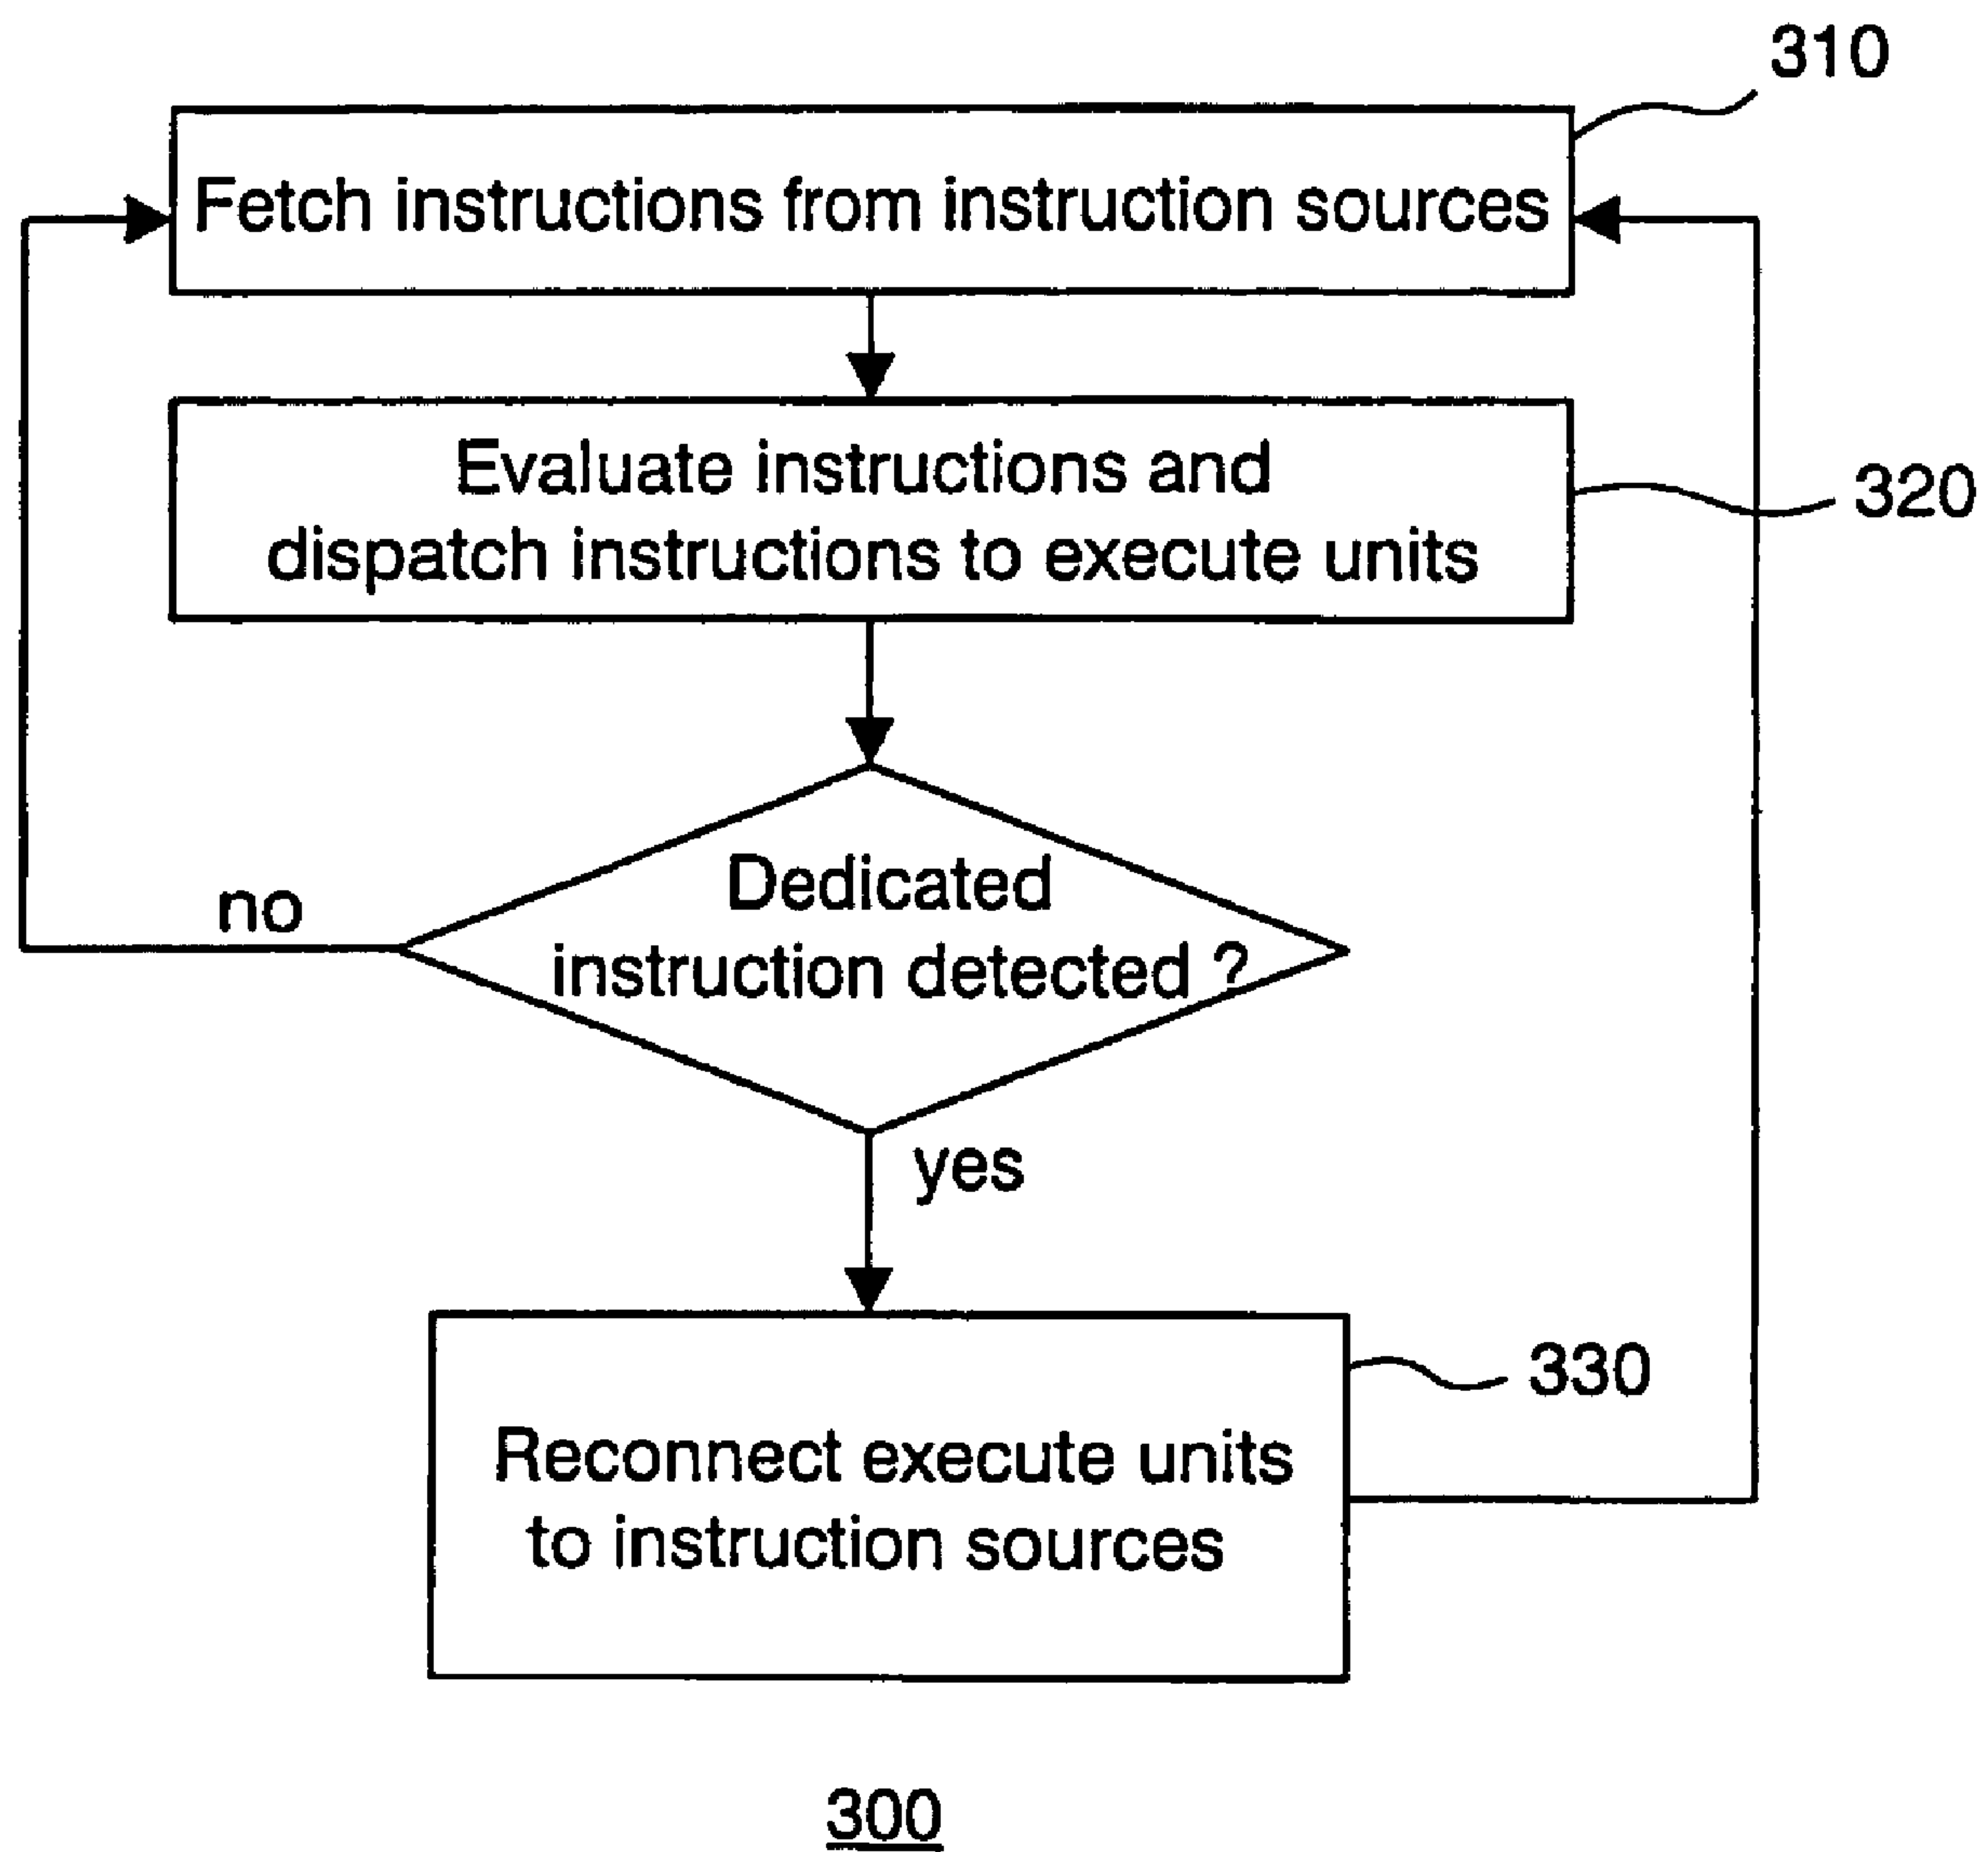 310
Fetch instructions from instruction sources
Evaluate instructions and
dispatch instructions to execute units
320
Dedicated
instruction detected ?
no
yes
330
Reconnect execute units
to instruction sources
300